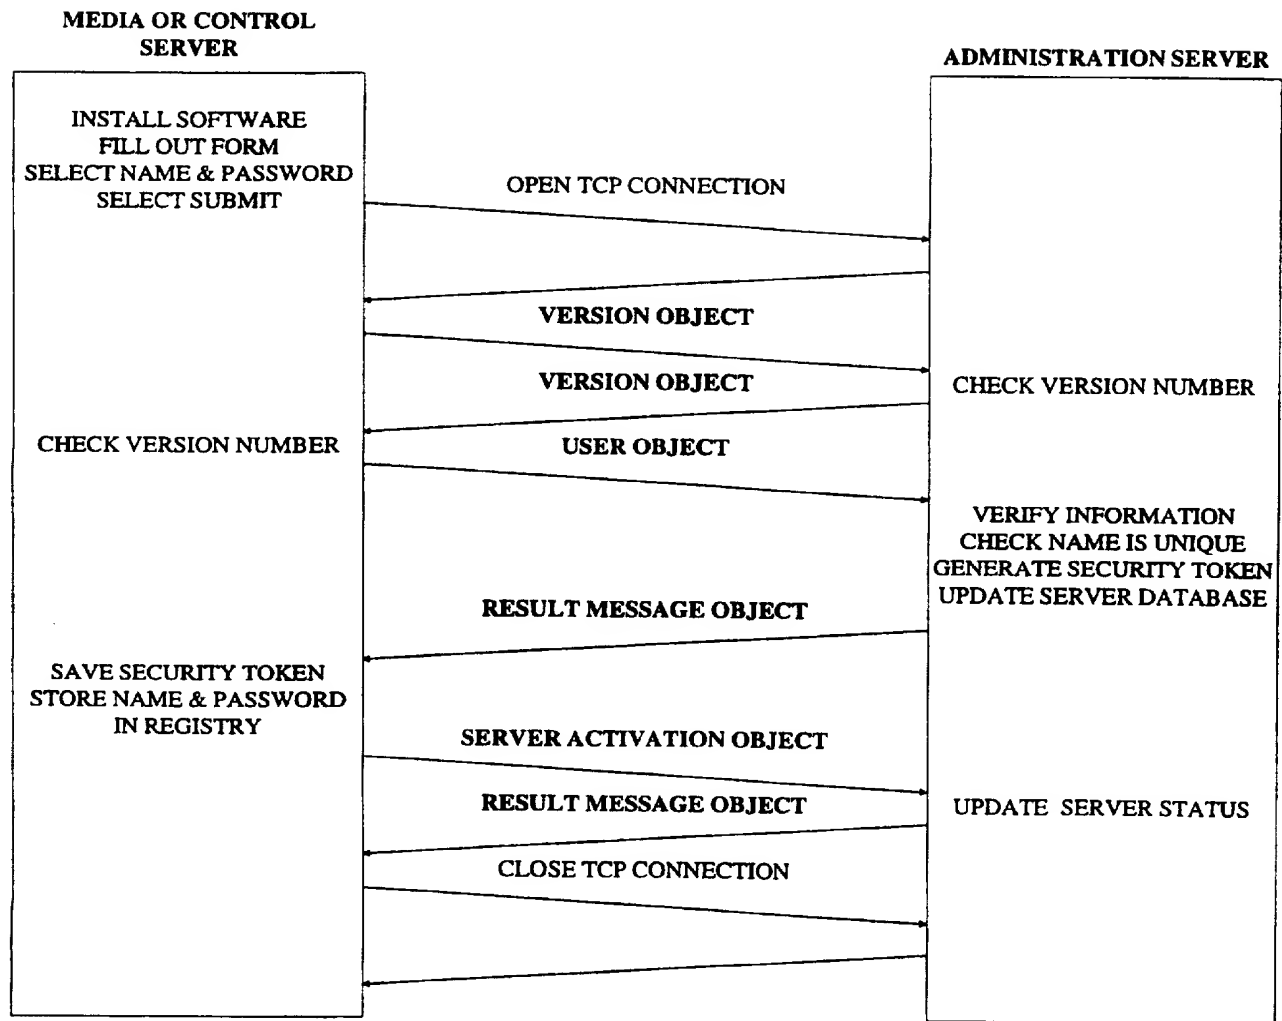 MEDIA OR CONTROL
SERVER
ADMINISTRATION SERVER
INSTALL SOFTWARE
FILL OUT FORM
SELECT NAME & PASSWORD
SELECT SUBMIT
OPEN TCP CONNECTION
VERSION OBJECT
VERSION OBJECT
CHECK VERSION NUMBER
CHECK VERSION NUMBER
USER OBJECT
VERIFY INFORMATION
CHECK NAME IS UNIQUE
GENERATE SECURITY TOKEN
UPDATE SERVER DATABASE
RESULT MESSAGE OBJECT
SAVE SECURITY TOKEN
STORE NAME & PASSWORD
IN REGISTRY
SERVER ACTIVATION OBJECT
RESULT MESSAGE OBJECT
UPDATE SERVER STATUS
CLOSE TCP CONNECTION